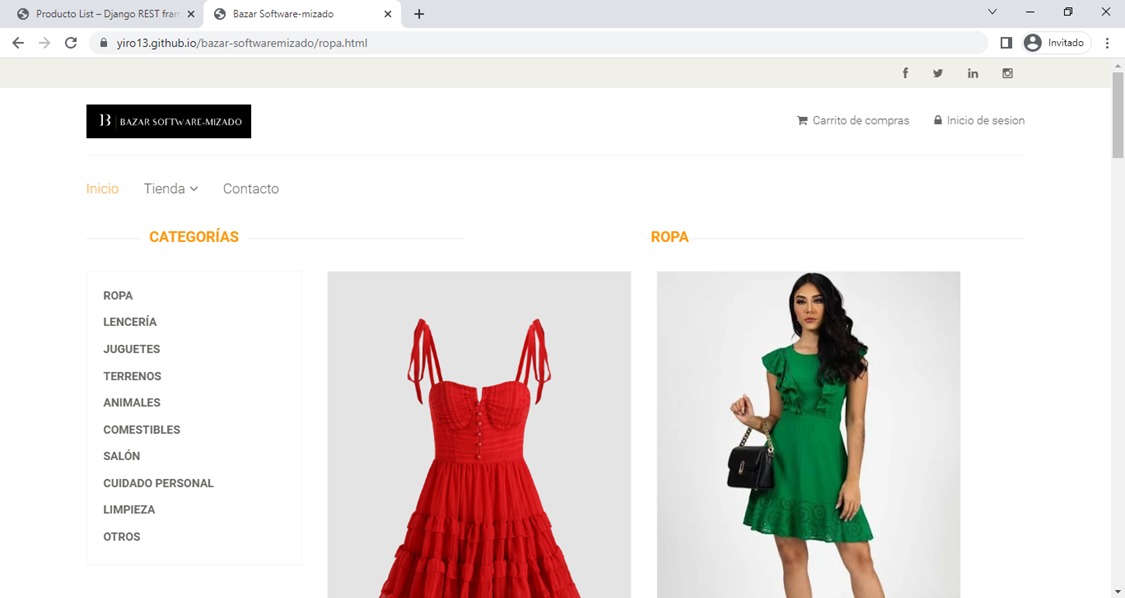 Producto List – Django REST fram
Bazar Software-mizado
yiro13.github.io/bazar-softwaremizado/ropa.html
Invitado
BAZAR SOFTWARE-MIZADO
Carrito de compras
Inicio de sesion
Inicio
Tienda
Contacto
CATEGORÍAS
ROPA
ROPA
LENCERÍA
JUGUETES
TERRENOS
ANIMALES
COMESTIBLES
SALÓN
CUIDADO PERSONAL
LIMPIEZA
OTROS